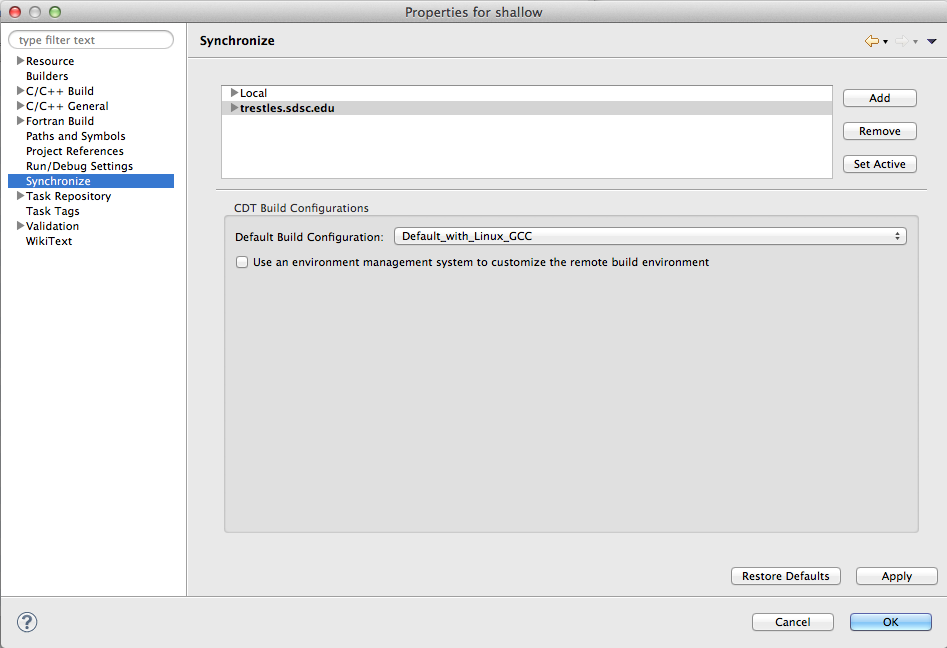 Properties for shallow
type filter text
Resource
Builders
C/C++ Build
C/C++ General
Fortran Build
Paths and Symbols
Project References
Run/Debug Settings
Synchronize
Task Repository
Task Tags
Validation
WikiText
Synchronize
Local
trestles.sdsc.edu
Add
Remove
Set Active
CDT Build Configurations
Default Build Configuration: Default_with_Linux_GCC
Use an environment management system to customize the remote build environment
Restore Defaults Apply
? Cancel OK